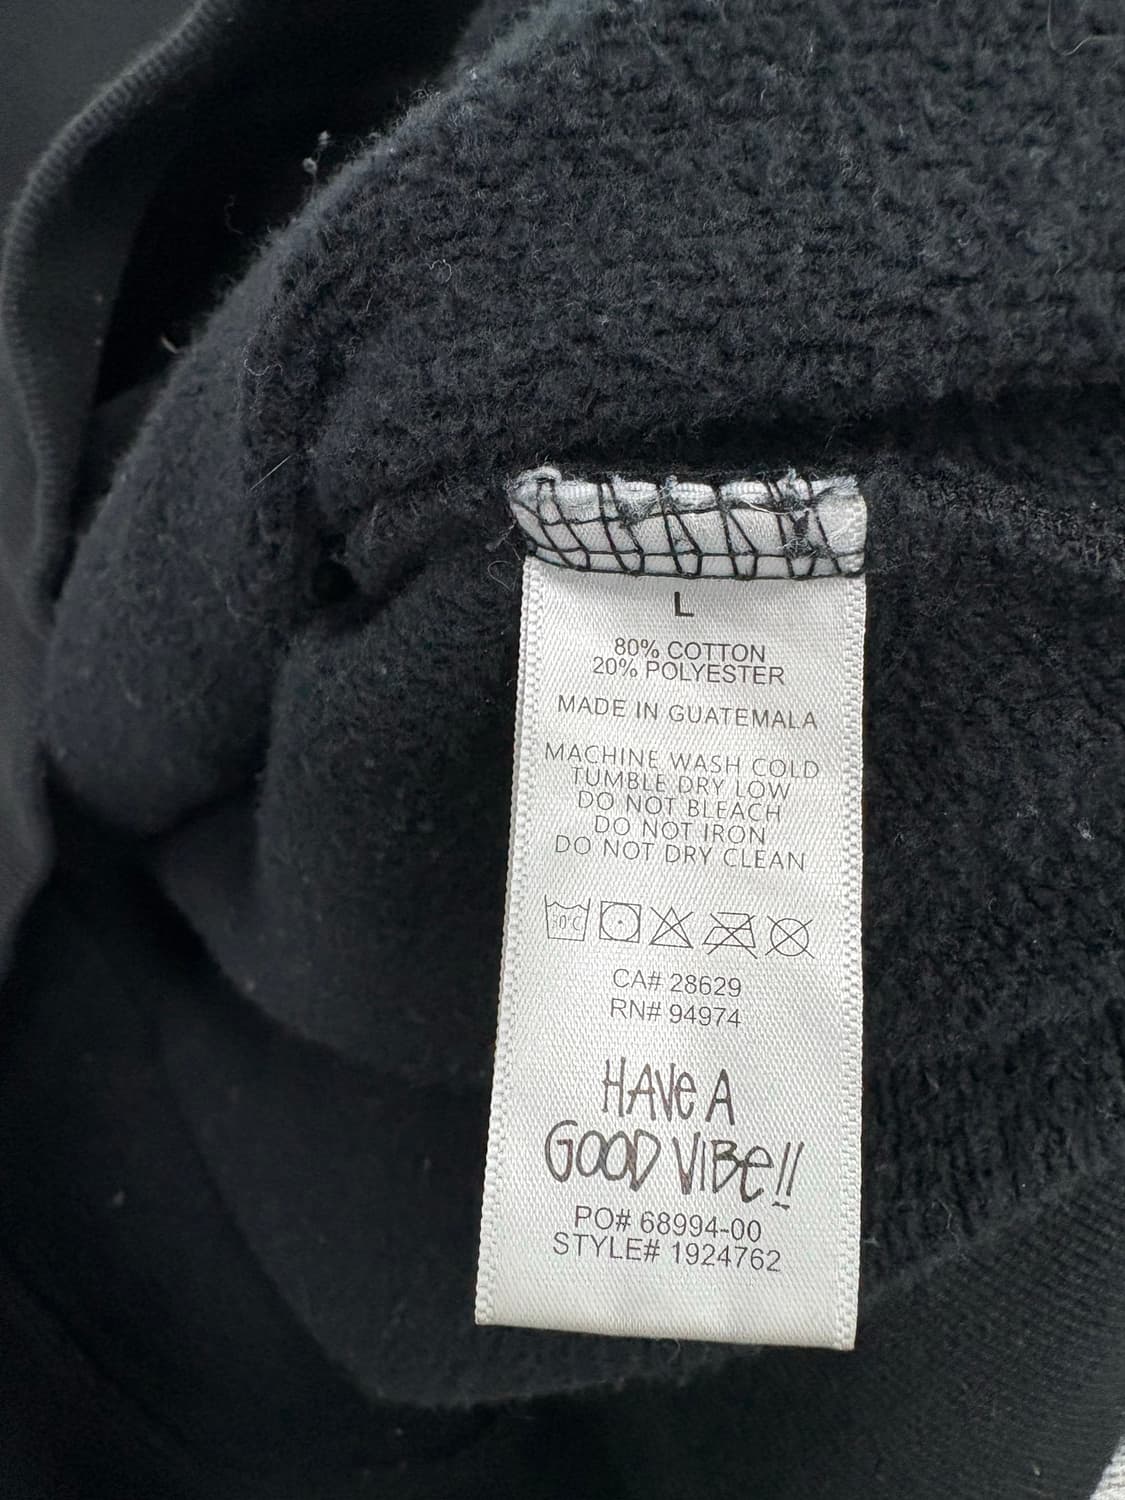 L
80% COTTON
20% POLYESTER
MADE IN GUATEMALA
MACHINE WASH COLD
TUMBLE DRY LOW
DO NOT BLEACH
DO NOT IRON
DO NOT DRY CLEAN
30°C
CA# 28629
RN# 94974
HAVe A
GOOD VIBe!!
PO# 68994-00
STYLE# 1924762